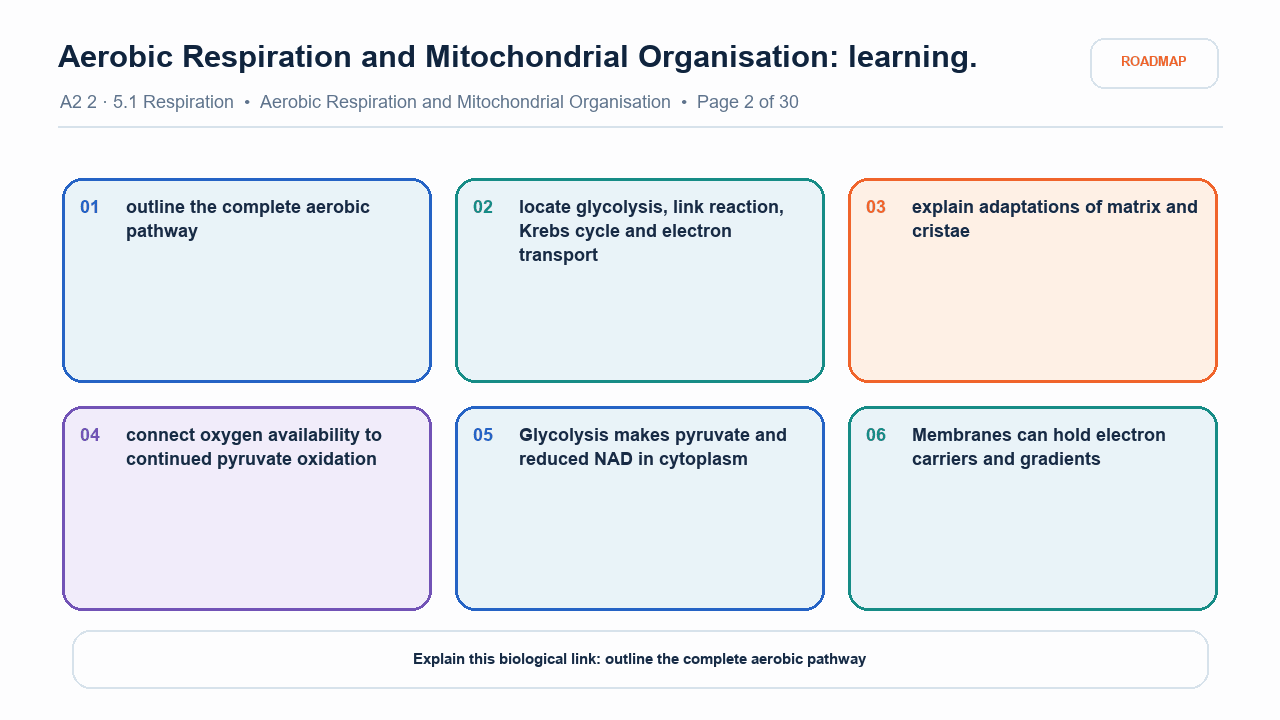 Aerobic Respiration and Mitochondrial Organisation: learning.
ROADMAP
A2 2 · 5.1 Respiration • Aerobic Respiration and Mitochondrial Organisation • Page 2 of 30
01 outline the complete aerobic
pathway
02 locate glycolysis, link reaction,
Krebs cycle and electron
transport
03 explain adaptations of matrix and
cristae
04 connect oxygen availability to
continued pyruvate oxidation
05 Glycolysis makes pyruvate and
reduced NAD in cytoplasm
06 Membranes can hold electron
carriers and gradients
Explain this biological link: outline the complete aerobic pathway